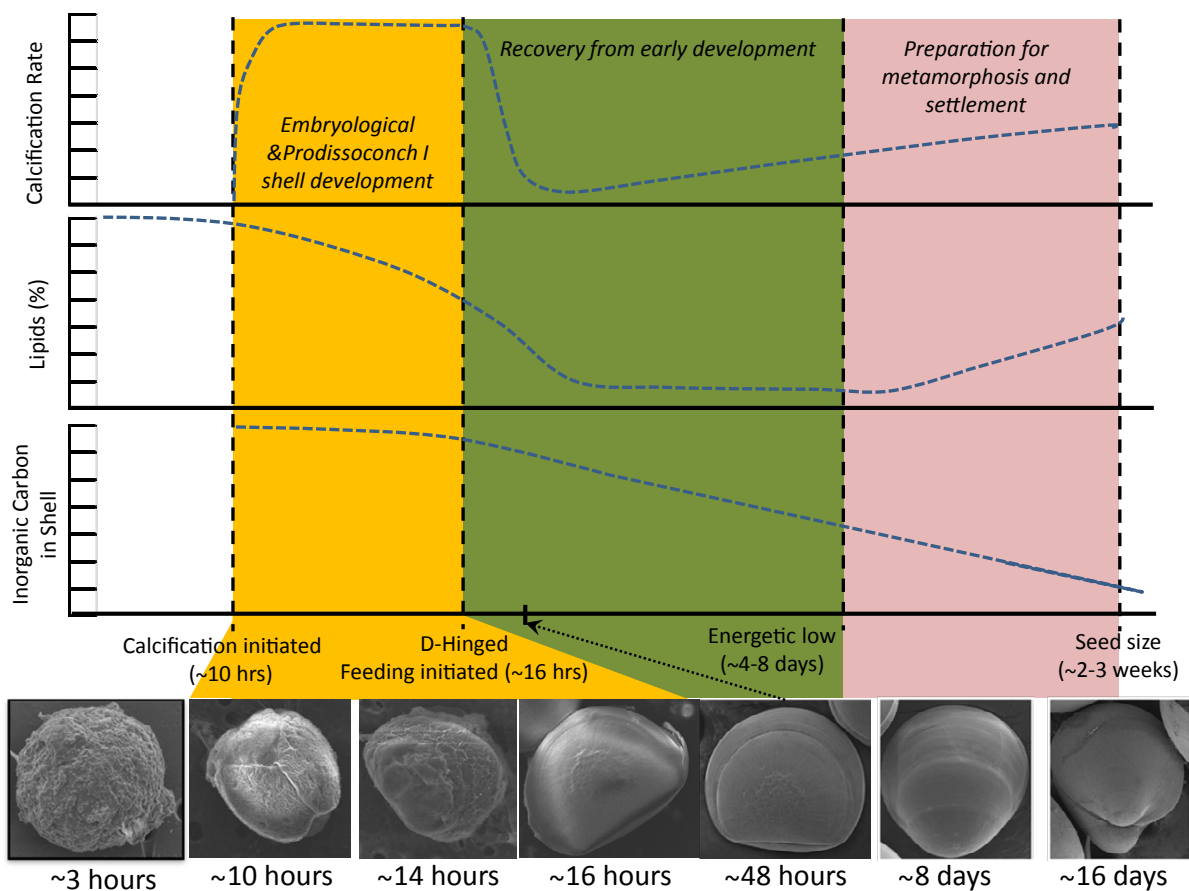 Calcification Rate
Embryological
&Prodissoconch I
shell development
Recovery from early development
Preparation for
metamorphosis and
settlement
Lipids (%)
Inorganic Carbon
in Shell
Calcification initiated
(~10 hrs)
D-Hinged
Feeding initiated (~16 hrs)
Energetic low
(~4-8 days)
Seed size
(~2-3 weeks)
~3 hours
~10 hours
~14 hours
~16 hours
~48 hours
~8 days
~16 days